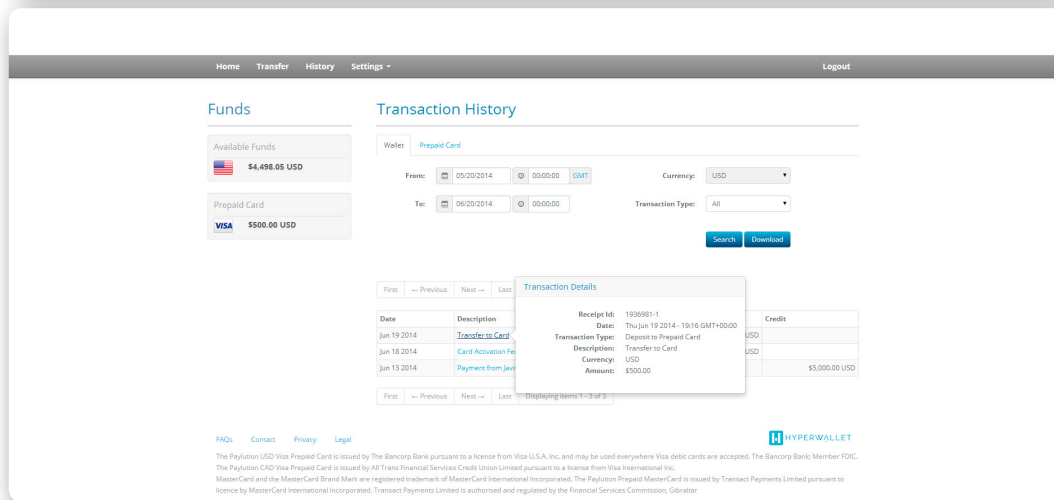 Home Transfer History Settings Logout
Funds
Available Funds
$4,498.05 USD
Prepaid Card
VISA $500.00 USD
Transaction History
Wallet Prepaid Card
From: 05/20/2014 00:00:00 GMT Currency: USD
To: 06/20/2014 00:00:00 Transaction Type: All
Search Download
First ← Previous Next → Last
Transaction Details
Receipt Id: 1936981-1
Date: Thu Jun 19 2014 - 19:16 GMT+00:00
Transaction Type: Deposit to Prepaid Card
Description: Transfer to Card
Currency: USD
Amount: $500.00
Date Description Credit
Jun 19 2014 Transfer to Card USD
Jun 18 2014 Card Activation Fe USD
Jun 13 2014 Payment from $5,000.00 USD
First ← Previous Next → Last Displaying items 1 - 3 of 3
FAQs Contact Privacy Legal
HYPERWALLET
The Paylution USD Visa Prepaid Card is issued by The Bancorp Bank pursuant to a license from Visa U.S.A. Inc. and may be used everywhere Visa debit cards are accepted. The Bancorp Bank; Member FDIC.
The Paylution CAD Visa Prepaid Card is issued by All Trans Financial Services Credit Union Limited pursuant to a license from Visa International Inc.
MasterCard and the MasterCard Brand Mark are registered trademark of MasterCard International Incorporated. The Paylution Prepaid MasterCard is issued by Transact Payments Limited pursuant to
licence by MasterCard International Incorporated. Transact Payments Limited is authorised and regulated by the Financial Services Commission, Gibraltar